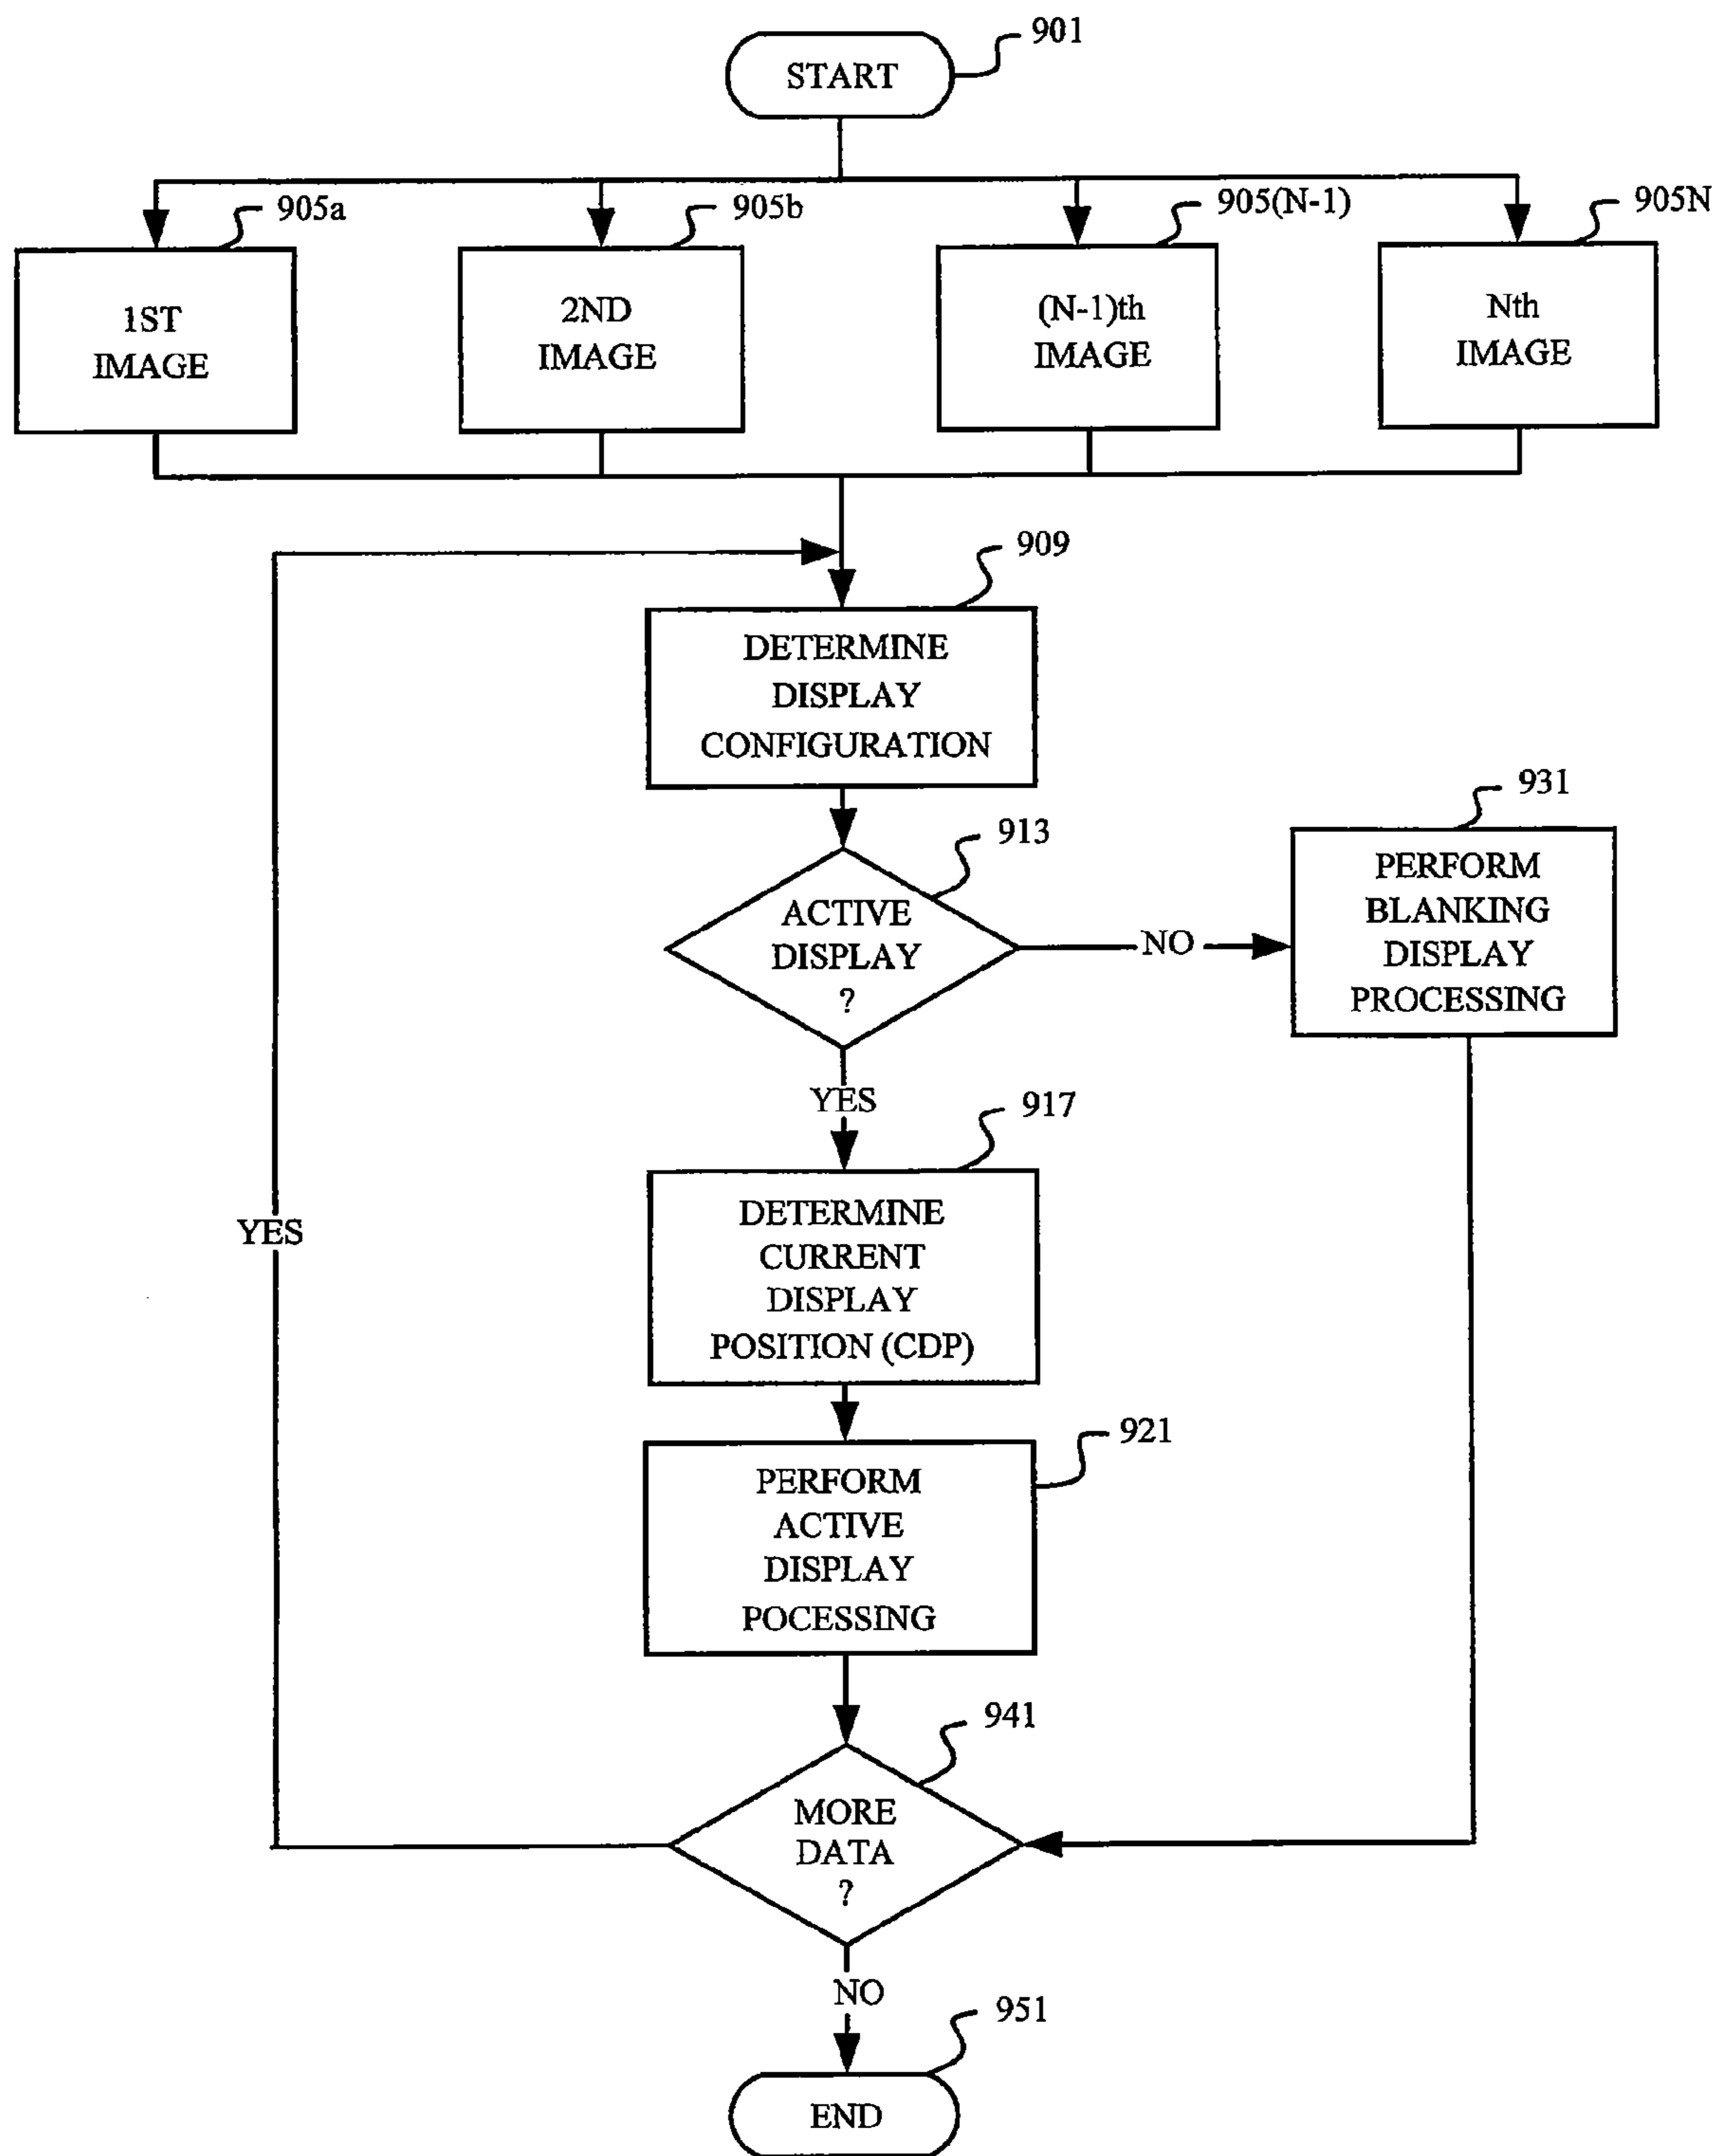 901
START
905a
905b
905(N-1)
905N
1ST
IMAGE
2ND
IMAGE
(N-1)th
IMAGE
Nth
IMAGE
909
DETERMINE
DISPLAY
CONFIGURATION
913
ACTIVE
DISPLAY
?
NO
931
PERFORM
BLANKING
DISPLAY
PROCESSING
YES
917
DETERMINE
CURRENT
DISPLAY
POSITION (CDP)
YES
921
PERFORM
ACTIVE
DISPLAY
POCESSING
941
MORE
DATA
?
NO
951
END